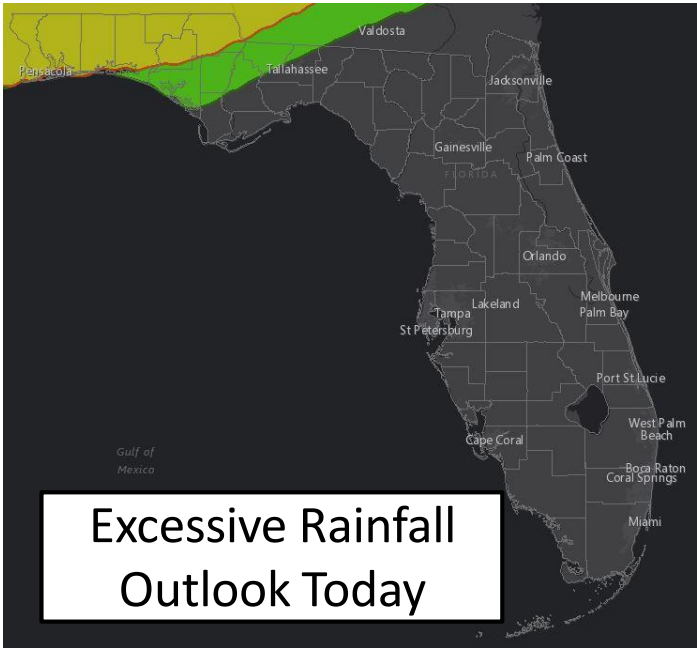 Valdosta
Pensacola
Tallahassee
Jacksonville
Gainesville
Palm Coast
FLORIDA
Orlando
Melbourne
Lakeland
Palm Bay
Tampa
St Petersburg
Port St Lucie
West Palm
Beach
Cape Coral
Gulf of
Mexico
Boca Raton
Coral Springs
Miami
Excessive Rainfall
Outlook Today